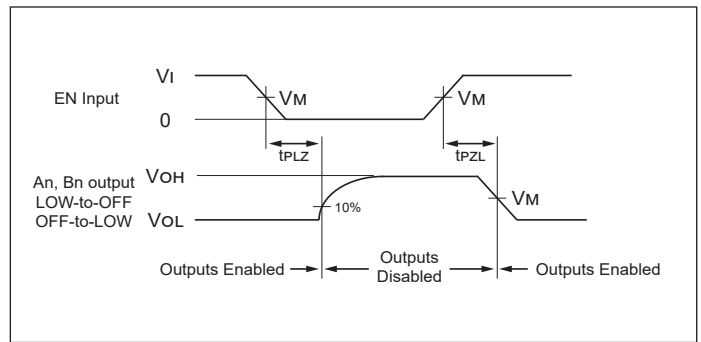 VI
EN Input
VM
VM
0
tPLZ
tPZL
An, Bn output
LOW-to-OFF
OFF-to-LOW
VOH
VOL
10%
VM
Outputs Enabled
Outputs
Disabled
Outputs Enabled